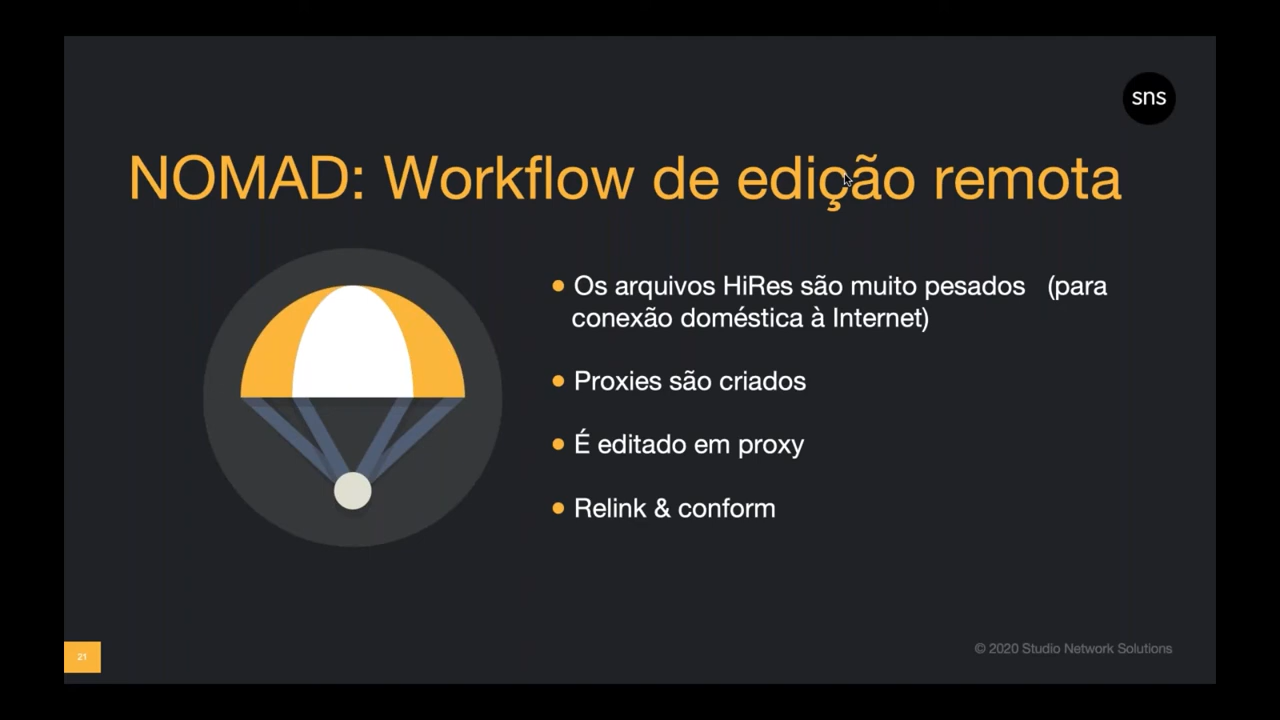 sns
NOMAD: Workflow de edição remota
Os arquivos HiRes são muito pesados (para
conexão doméstica à Internet)
Proxies são criados
É editado em proxy
Relink & conform
21
© 2020 Studio Network Solutions